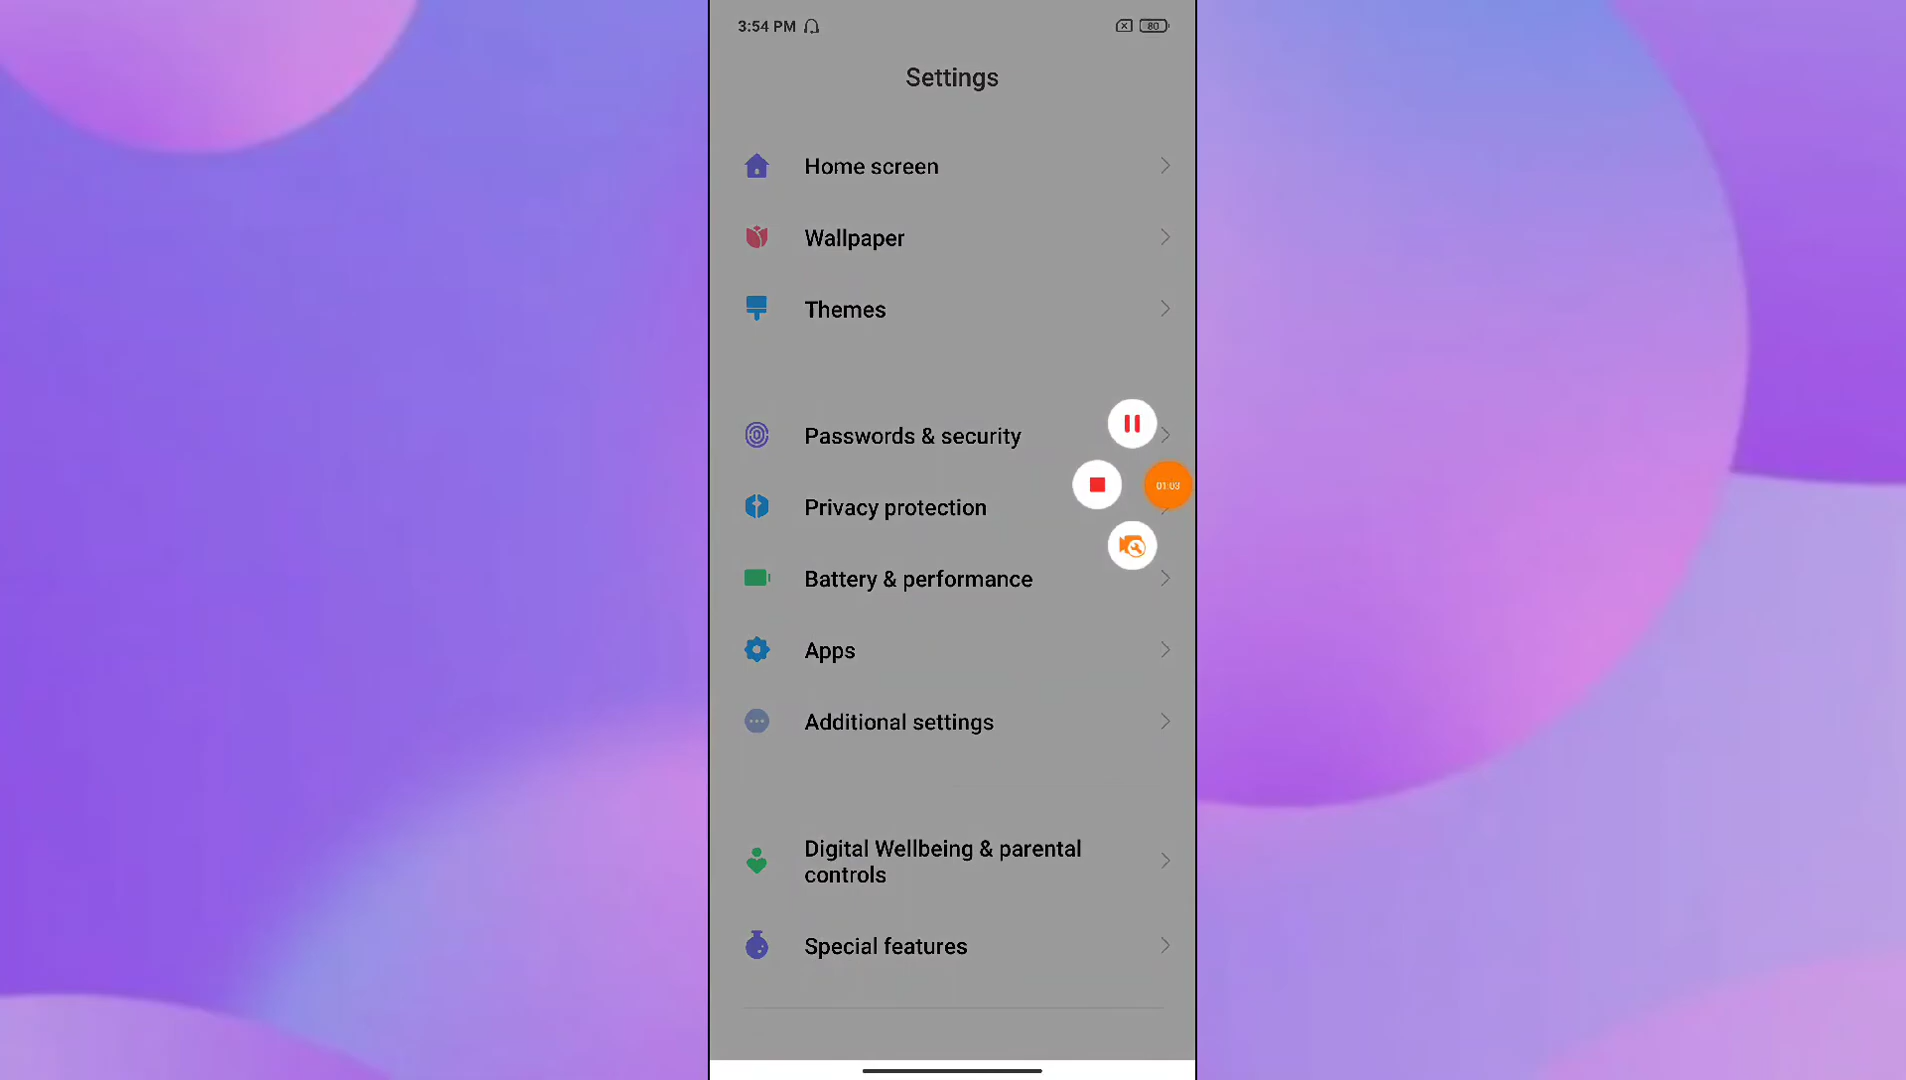 3:54 PM
80
Settings
Home screen
Wallpaper
Themes
Passwords & security
Privacy protection
01:03
Battery & performance
Apps
Additional settings
Digital Wellbeing & parental
controls
Special features